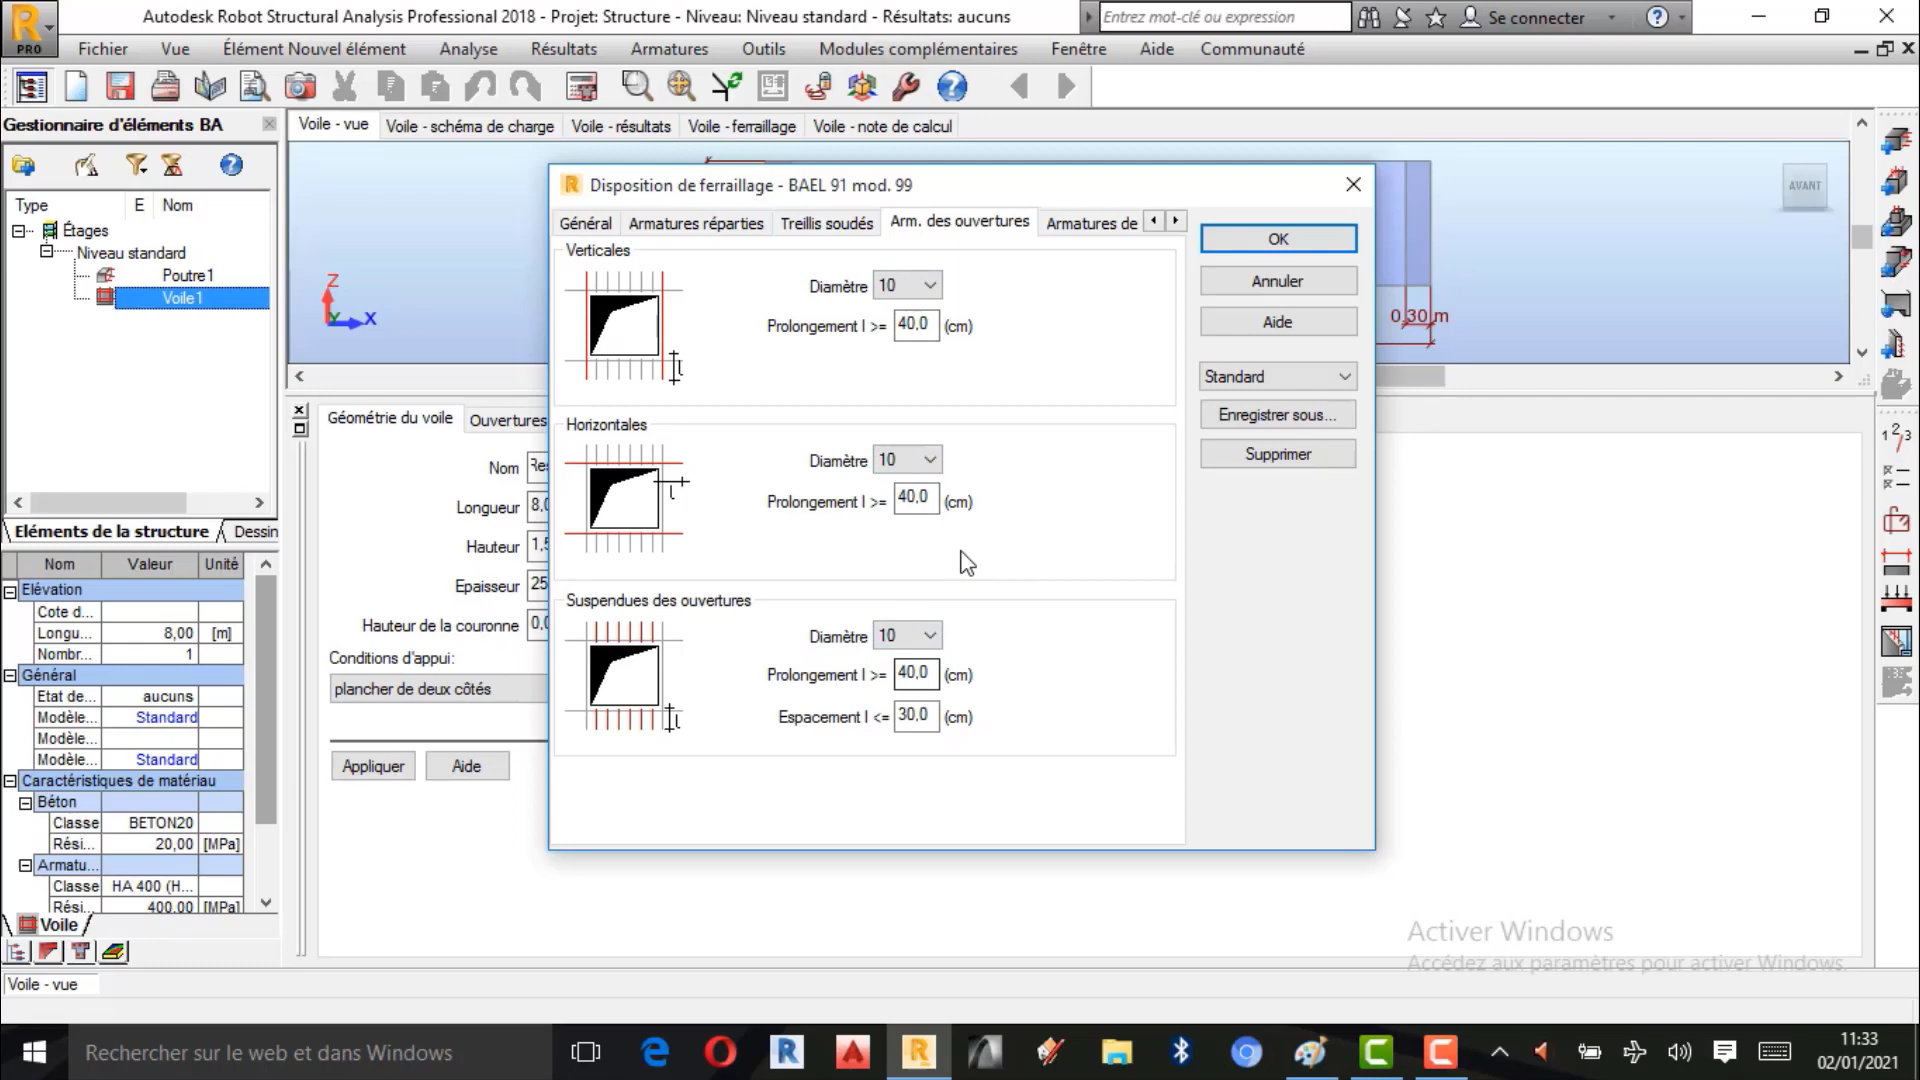 Autodesk Robot Structural Analysis Professional 2018 - Projet: Structure - Niveau: Niveau standard - Résultats: aucuns
Entrez mot-clé ou expression
Se connecter
PRO
Fichier Vue Élément Nouvel élément Analyse Résultats Armatures Outils Modules complémentaires Fenêtre Aide Communauté
Gestionnaire d'éléments BA
Voile - vue Voile - schéma de charge Voile - résultats Voile - ferraillage Voile - note de calcul
Type E Nom
Étages
Niveau standard
Poutre1
Voile1
Z
Y X
AVANT
0,30 m
Disposition de ferraillage - BAEL 91 mod. 99
Général Armatures réparties Treillis soudés Arm. des ouvertures Armatures de
Verticales
Diamètre 10
Prolongement l >= 40,0 (cm)
l
Horizontales
Diamètre 10
Prolongement l >= 40,0 (cm)
l
Suspendues des ouvertures
Diamètre 10
Prolongement l >= 40,0 (cm)
Espacement l <= 30,0 (cm)
l
OK
Annuler
Aide
Standard
Enregistrer sous...
Supprimer
Géométrie du voile Ouvertures
Nom
Longueur 8,0
Hauteur 1,5
Epaisseur 25
Hauteur de la couronne 0,0
Conditions d'appui:
plancher de deux côtés
Appliquer Aide
Eléments de la structure Dessin
Nom Valeur Unité
Elévation
Cote d...
Longu... 8,00 [m]
Nombr... 1
Général
Etat de... aucuns
Modèle... Standard
Modèle...
Modèle... Standard
Caractéristiques de matériau
Béton
Classe BETON20
Rési... 20,00 [MPa]
Armatu...
Classe HA 400 (H...
Rési... 400,00 [MPa]
Voile
Voile - vue
Activer Windows
Accédez aux paramètres pour activer Windows.
Rechercher sur le web et dans Windows
11:33
02/01/2021